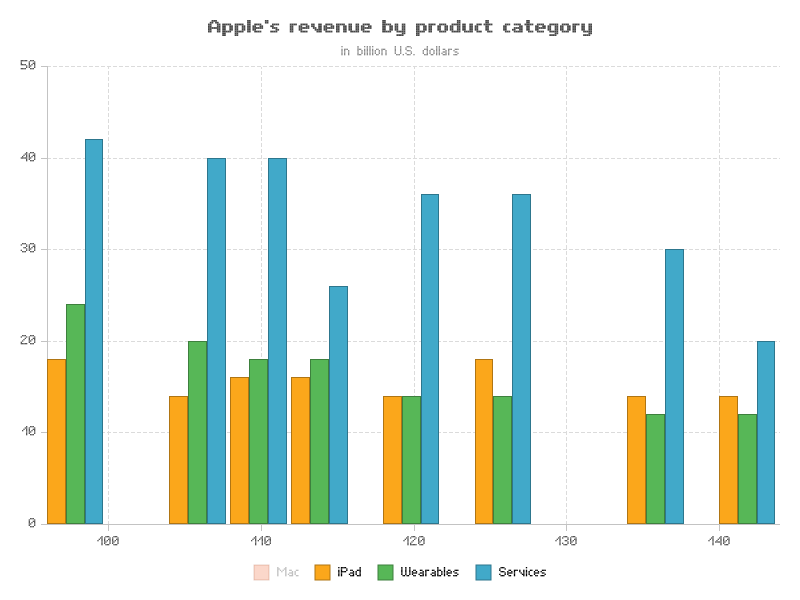 Apple's revenue by product category
in billion U.S. dollars
50
40
30
20
10
0
100 110 120 130 140
Mac iPad Wearables Services